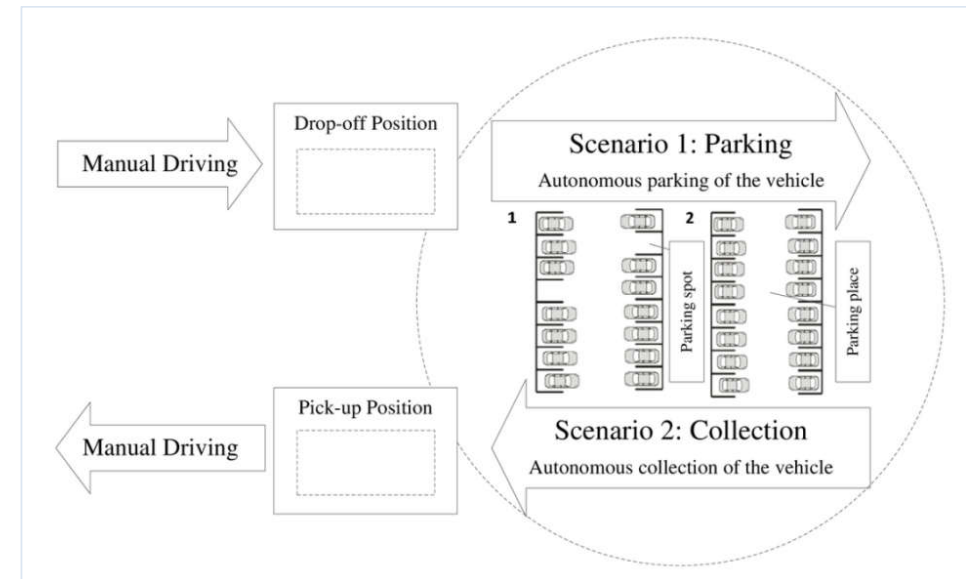 Drop-off Position
Manual Driving
Scenario 1: Parking
Autonomous parking of the vehicle
1
2
Parking spot
Parking place
Pick-up Position
Manual Driving
Scenario 2: Collection
Autonomous collection of the vehicle